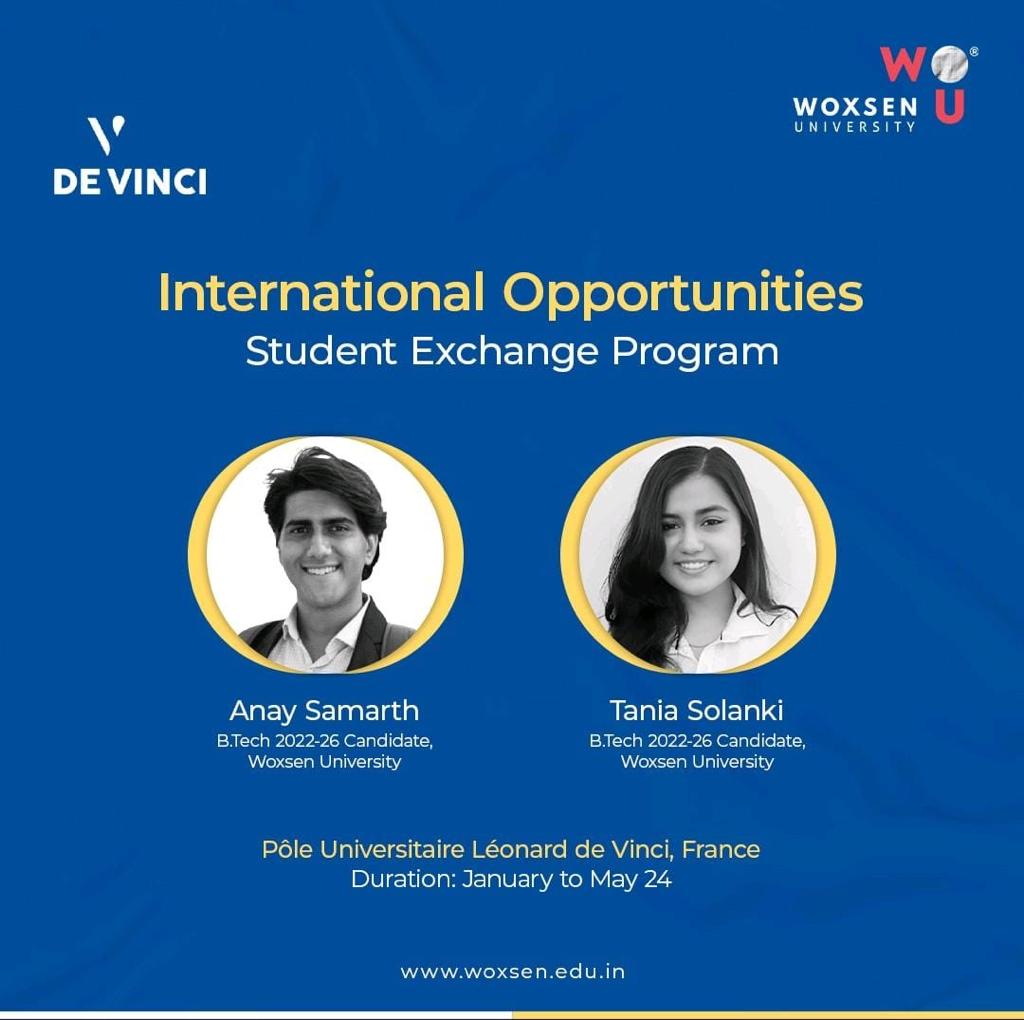 WOU®
WOXSEN
UNIVERSITY
DE VINCI
International Opportunities
Student Exchange Program
Anay Samarth
B.Tech 2022-26 Candidate,
Woxsen University
Tania Solanki
B.Tech 2022-26 Candidate,
Woxsen University
Pôle Universitaire Léonard de Vinci, France
Duration: January to May 24
www.woxsen.edu.in